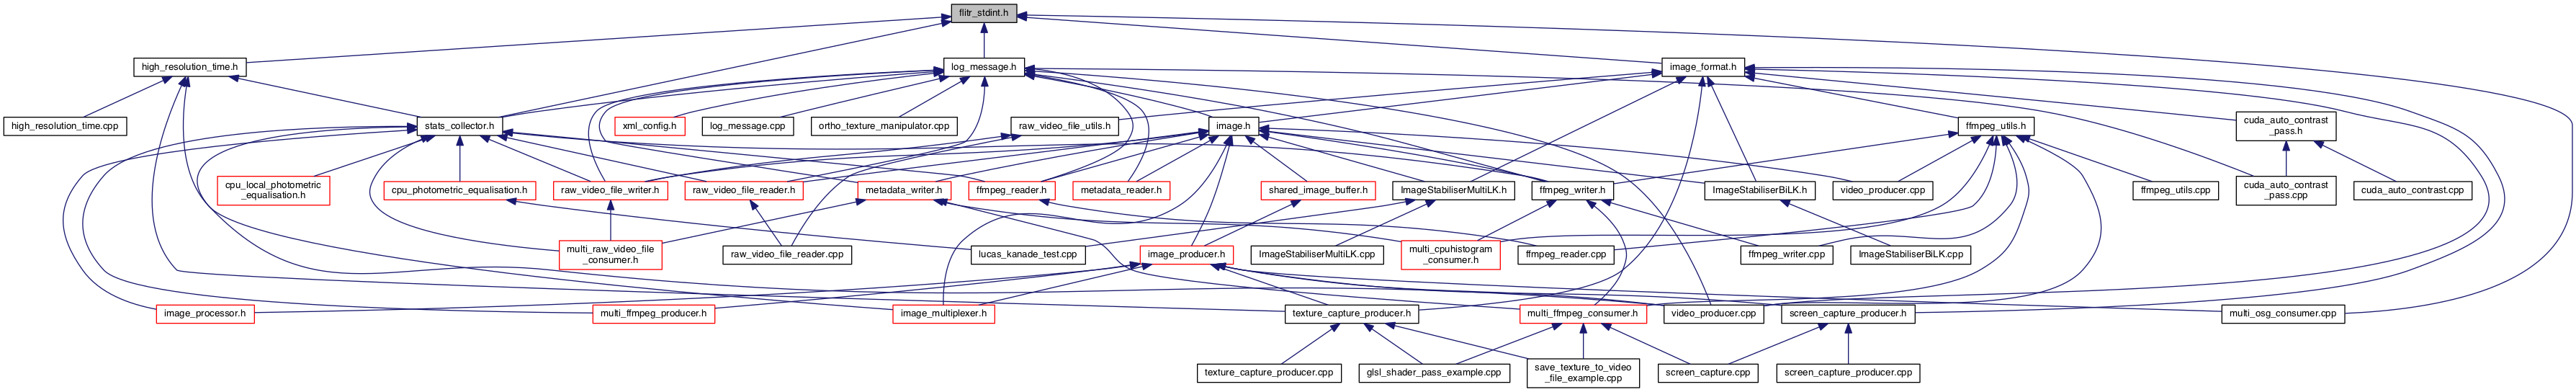 flitr_stdint.h
high_resolution_time.h
log_message.h
image_format.h
high_resolution_time.cpp
stats_collector.h
xml_config.h
log_message.cpp
ortho_texture_manipulator.cpp
raw_video_file_utils.h
image.h
ffmpeg_utils.h
cuda_auto_contrast
_pass.h
cpu_local_photometric
_equalisation.h
cpu_photometric_equalisation.h
raw_video_file_writer.h
raw_video_file_reader.h
metadata_writer.h
ffmpeg_reader.h
metadata_reader.h
shared_image_buffer.h
ImageStabiliserMultiLK.h
ffmpeg_writer.h
ImageStabiliserBiLK.h
video_producer.cpp
ffmpeg_utils.cpp
cuda_auto_contrast
_pass.cpp
cuda_auto_contrast.cpp
multi_raw_video_file
_consumer.h
raw_video_file_reader.cpp
lucas_kanade_test.cpp
image_producer.h
ImageStabiliserMultiLK.cpp
multi_cpuhistogram
_consumer.h
ffmpeg_reader.cpp
ffmpeg_writer.cpp
ImageStabiliserBiLK.cpp
image_processor.h
multi_ffmpeg_producer.h
image_multiplexer.h
texture_capture_producer.h
multi_ffmpeg_consumer.h
video_producer.cpp
screen_capture_producer.h
multi_osg_consumer.cpp
texture_capture_producer.cpp
glsl_shader_pass_example.cpp
save_texture_to_video
_file_example.cpp
screen_capture.cpp
screen_capture_producer.cpp